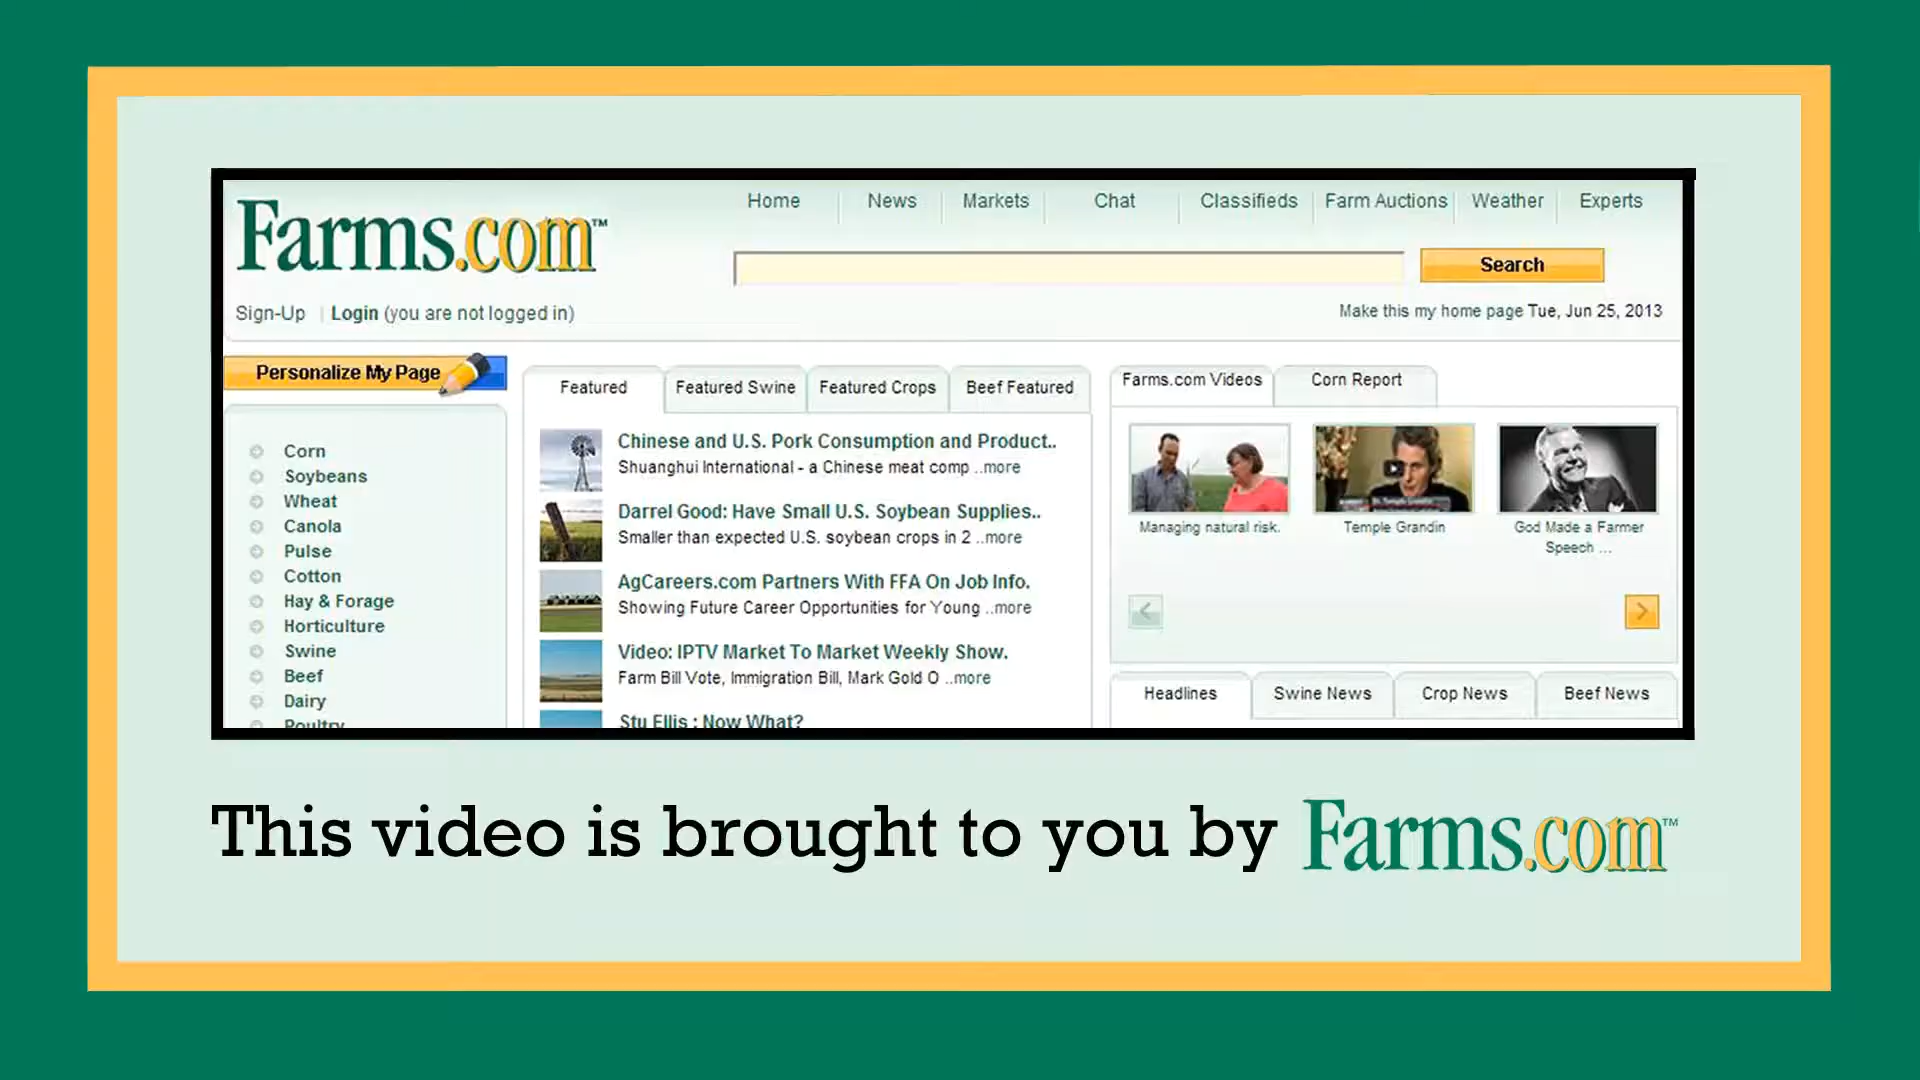 Farms.com™
Home News Markets Chat Classifieds Farm Auctions Weather Experts
Search
Sign-Up | Login (you are not logged in)
Make this my home page Tue, Jun 25, 2013
Personalize My Page
Corn
Soybeans
Wheat
Canola
Pulse
Cotton
Hay & Forage
Horticulture
Swine
Beef
Dairy
Poultry
Featured Featured Swine Featured Crops Beef Featured
Chinese and U.S. Pork Consumption and Product..
Shuanghui International - a Chinese meat comp ..more
Darrel Good: Have Small U.S. Soybean Supplies..
Smaller than expected U.S. soybean crops in 2 ..more
AgCareers.com Partners With FFA On Job Info.
Showing Future Career Opportunities for Young ..more
Video: IPTV Market To Market Weekly Show.
Farm Bill Vote, Immigration Bill, Mark Gold O ..more
Stu Ellis : Now What?
Farms.com Videos Corn Report
Managing natural risk.
Temple Grandin
God Made a Farmer
Speech ...
Headlines Swine News Crop News Beef News
This video is brought to you by Farms.com™